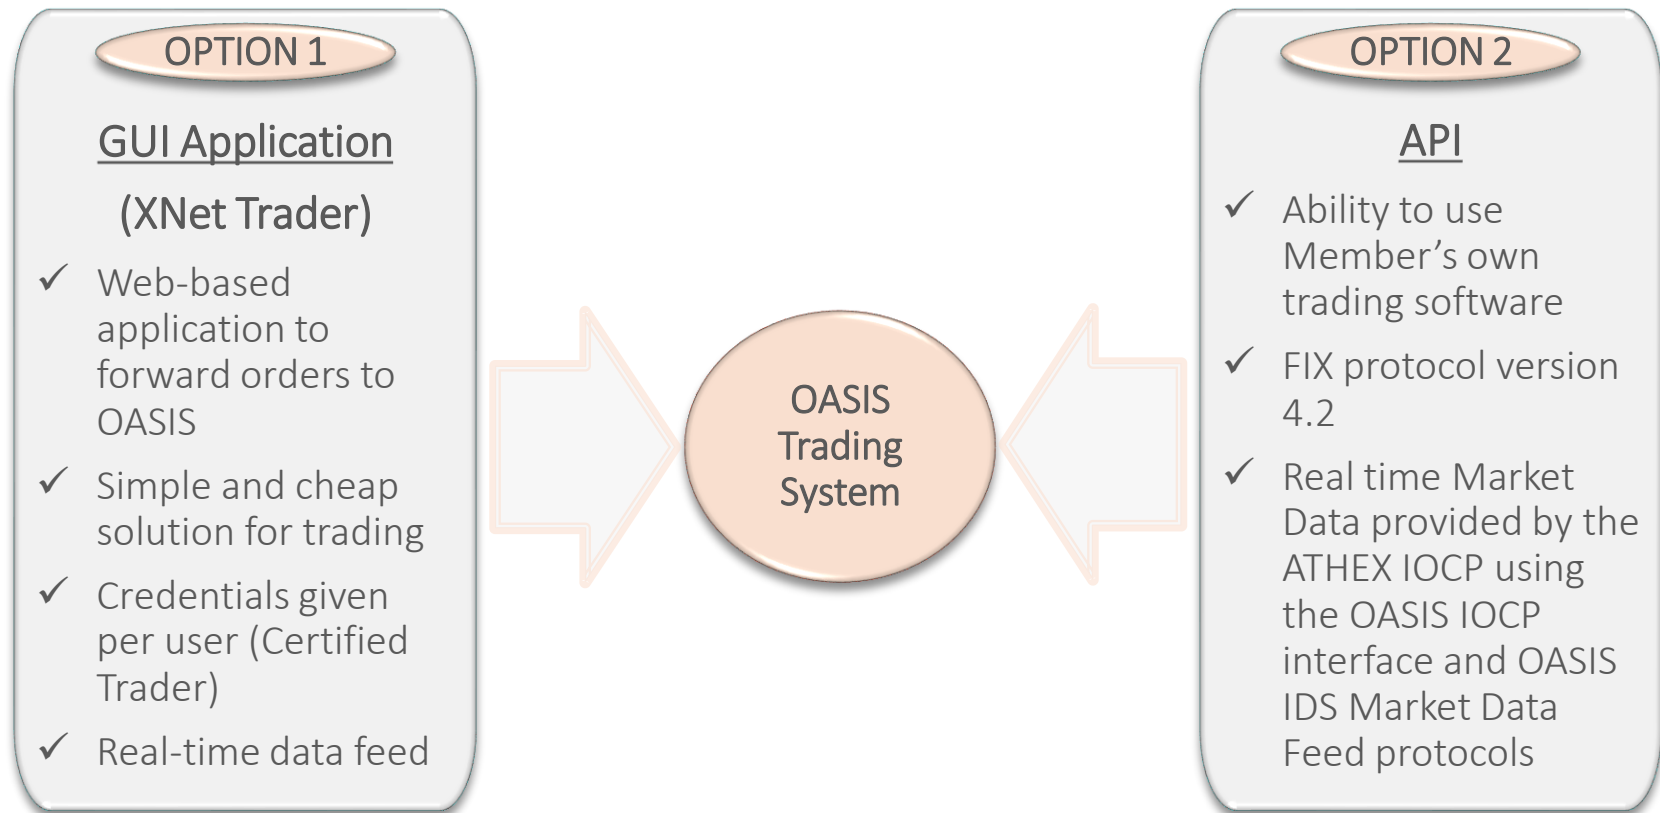 OPTION 1
GUI Application
(XNet Trader)
✓ Web-based
application to
forward orders to
OASIS
✓ Simple and cheap
solution for trading
✓ Credentials given
per user (Certified
Trader)
✓ Real-time data feed
OASIS
Trading
System
OPTION 2
API
✓ Ability to use
Member’s own
trading software
✓ FIX protocol version
4.2
✓ Real time Market
Data provided by the
ATHEX IOCP using
the OASIS IOCP
interface and OASIS
IDS Market Data
Feed protocols